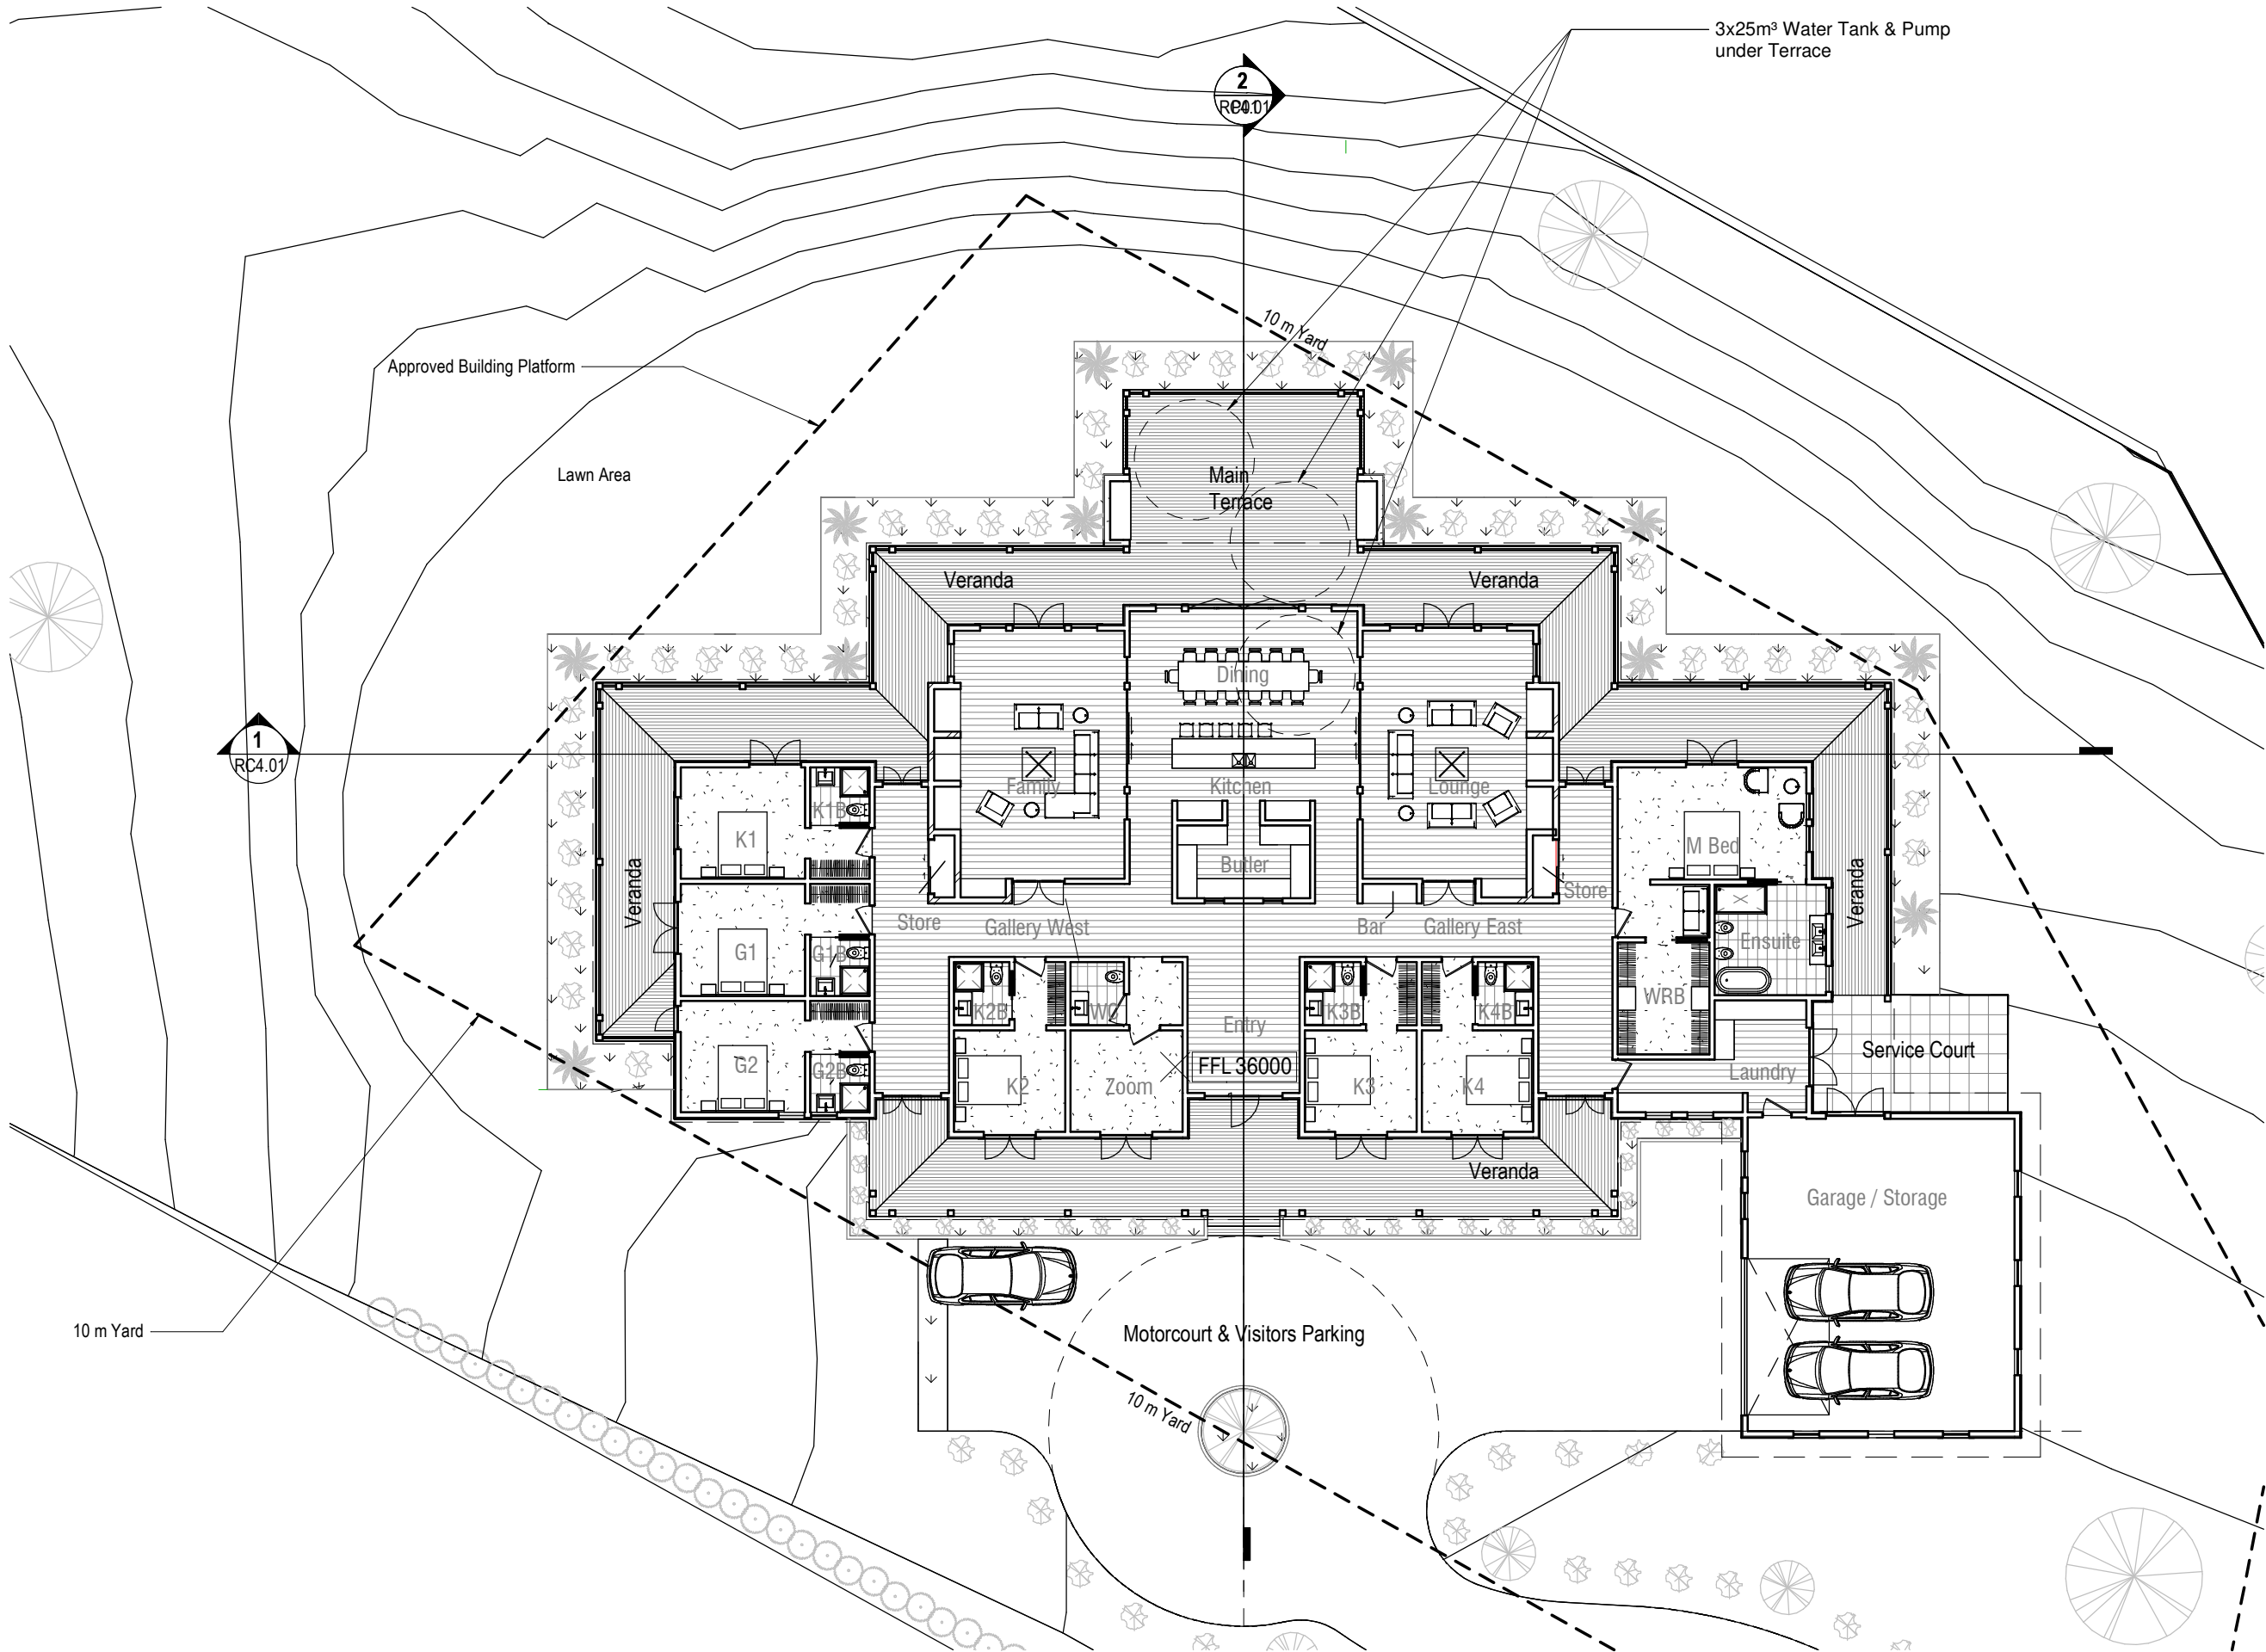 3x25m³ Water Tank & Pump
under Terrace
2
10 m Yard
Approved Building Platform
Lawn Area
Main
Terrace
Veranda
Veranda
Dining
1
RC4.01
Family
Kitchen
Lounge
K1B
K1
M Bed
Butler
Veranda
Veranda
Store
Store
Gallery West
Bar
Gallery East
G1
G1B
Ensuite
WRB
K2B
WC
K3B
K4B
Entry
Service Court
FFL 36000
G2
G2B
K2
Zoom
K3
K4
Laundry
Veranda
Garage / Storage
10 m Yard
Motorcourt & Visitors Parking
10 m Yard